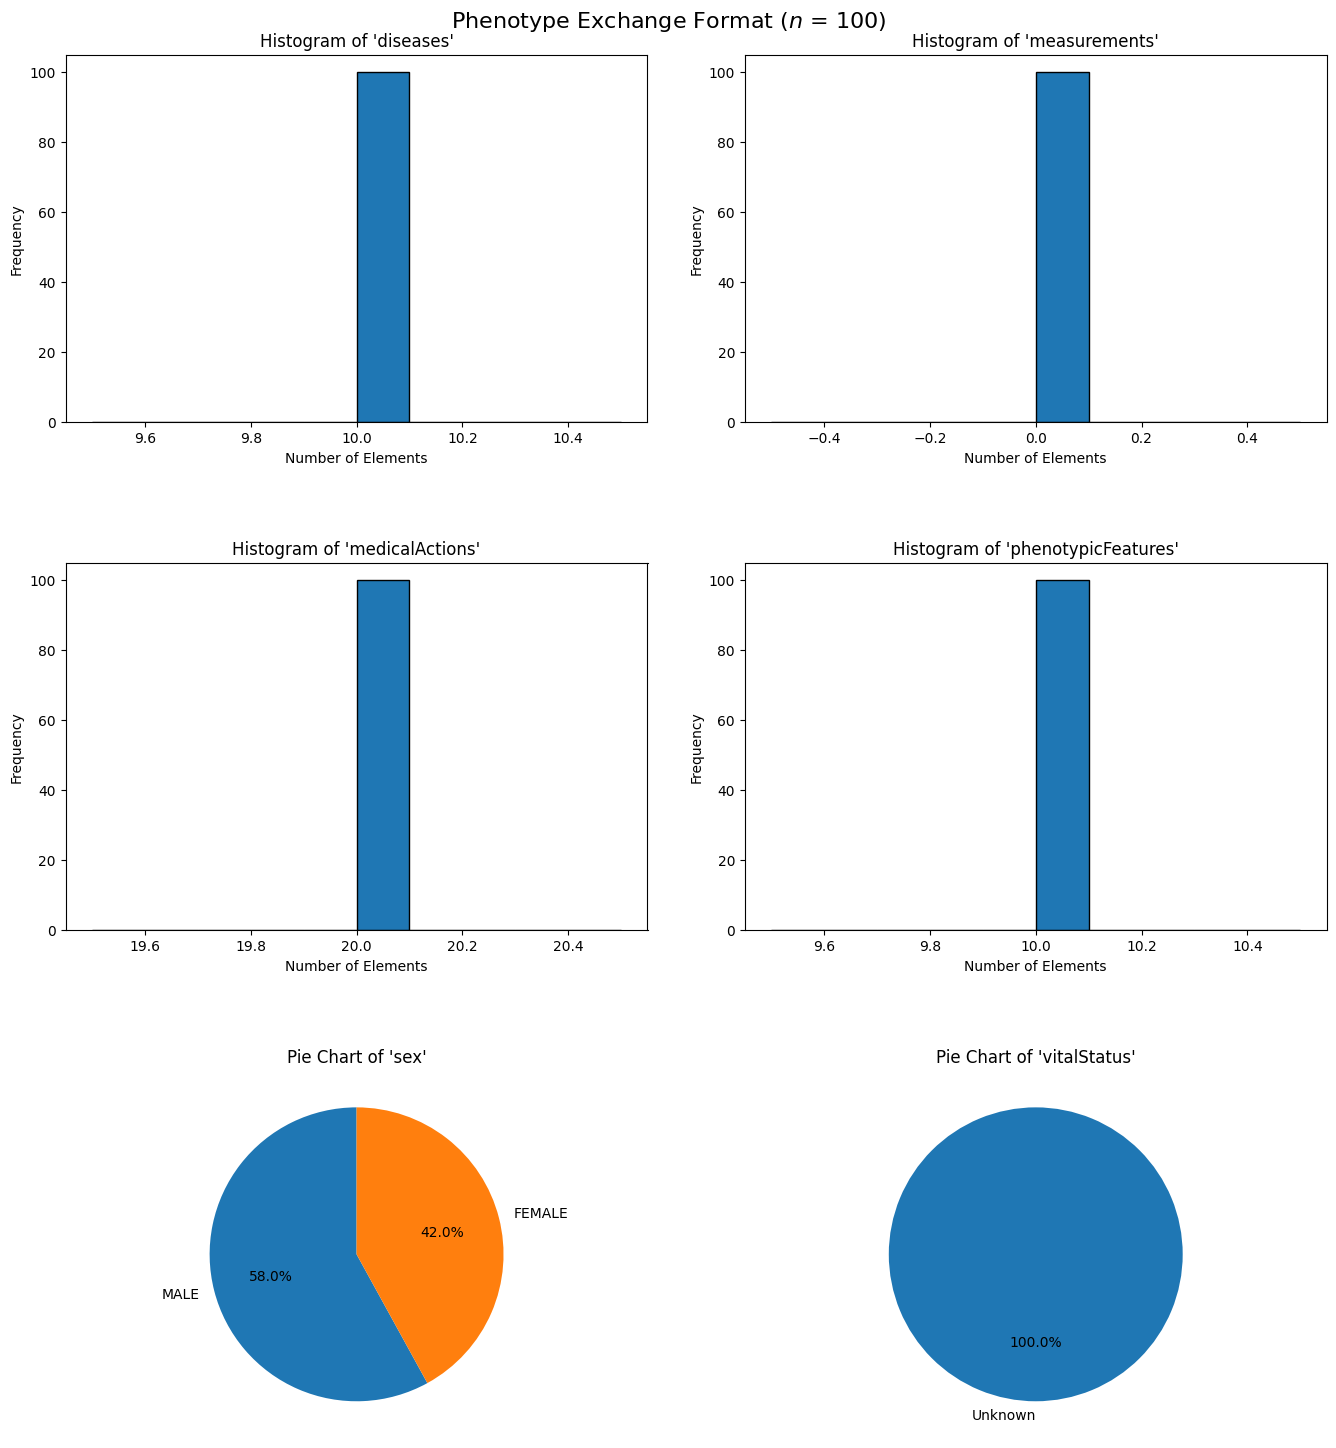 Phenotype Exchange Format (n = 100)
Histogram of 'diseases'
100
80
60
40
20
0
Frequency
9.6 9.8 10.0 10.2 10.4
Number of Elements
Histogram of 'measurements'
100
80
60
40
20
0
Frequency
−0.4 −0.2 0.0 0.2 0.4
Number of Elements
Histogram of 'medicalActions'
100
80
60
40
20
0
Frequency
19.6 19.8 20.0 20.2 20.4
Number of Elements
Histogram of 'phenotypicFeatures'
100
80
60
40
20
0
Frequency
9.6 9.8 10.0 10.2 10.4
Number of Elements
Pie Chart of 'sex'
FEMALE
42.0%
58.0%
MALE
Pie Chart of 'vitalStatus'
100.0%
Unknown